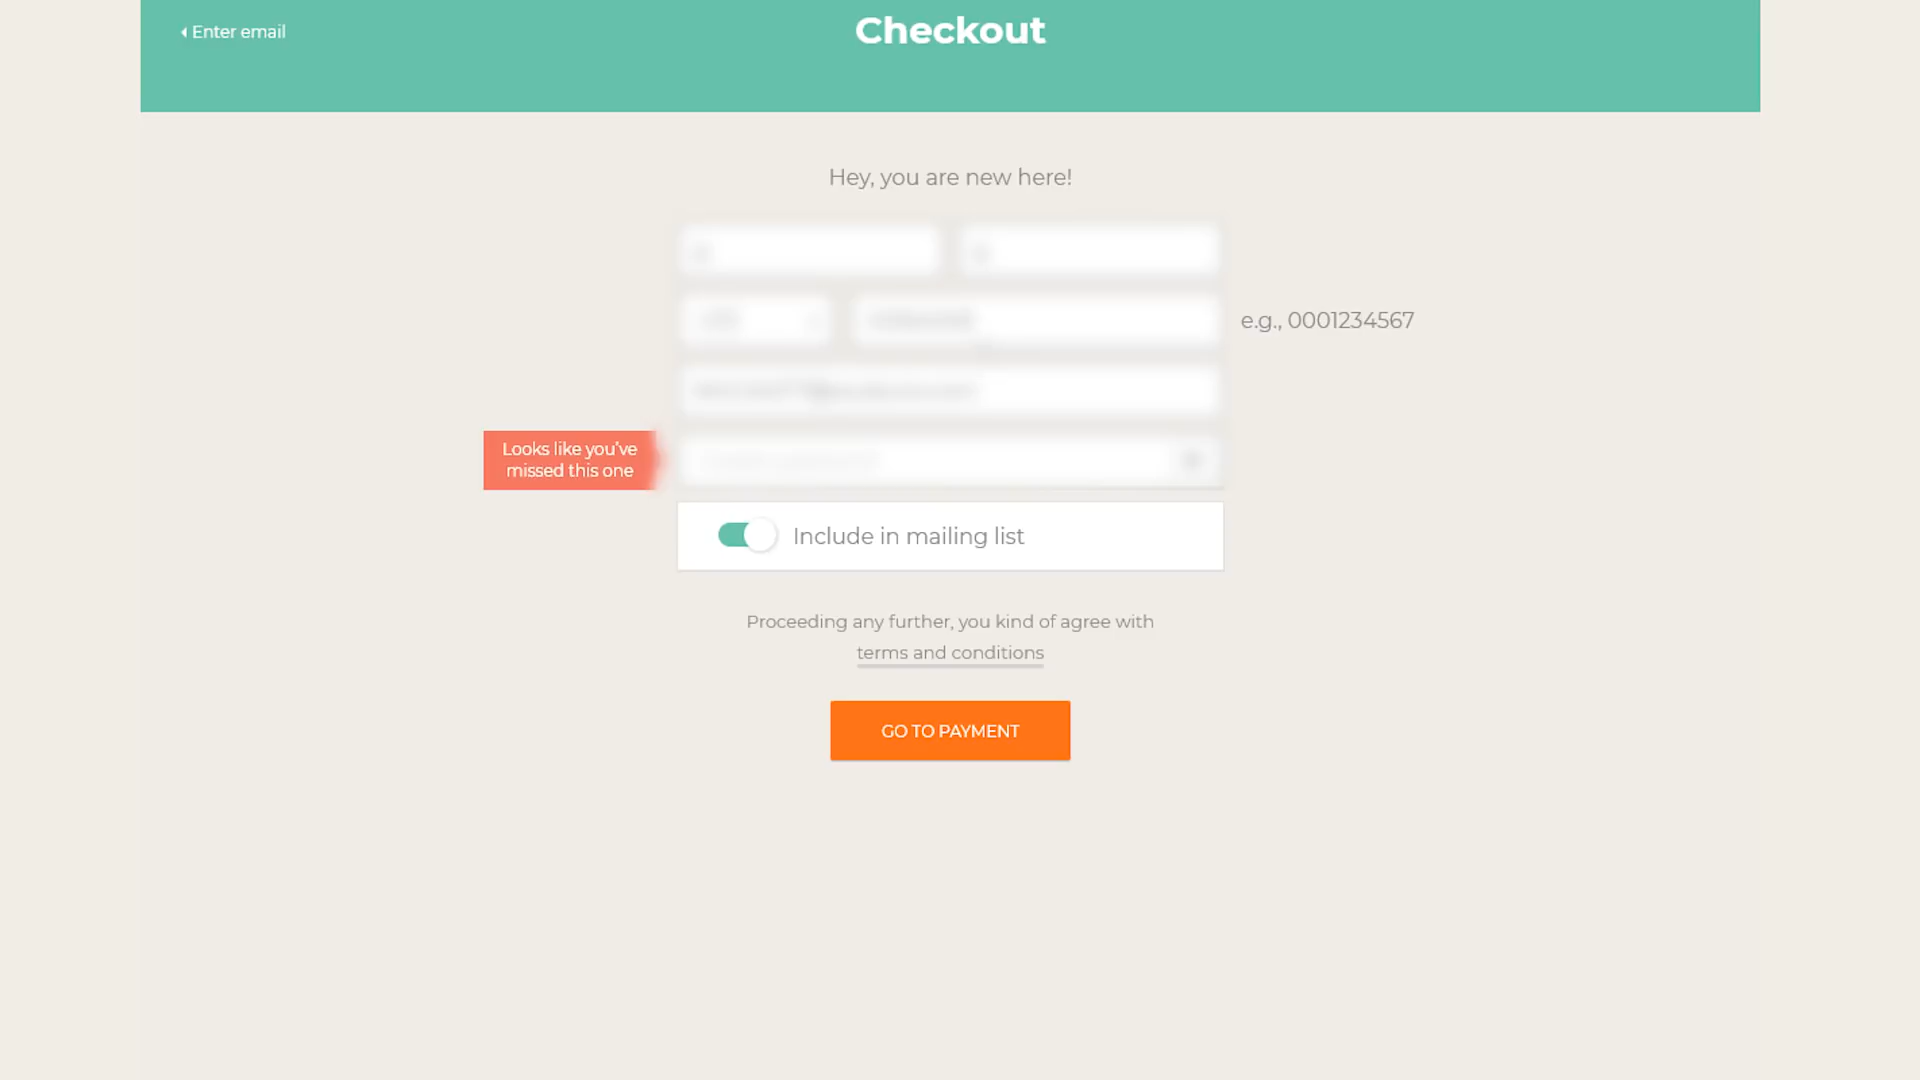 Enter email
Checkout
Hey, you are new here!
e.g., 0001234567
Looks like you've
missed this one
Include in mailing list
Proceeding any further, you kind of agree with
terms and conditions
GO TO PAYMENT